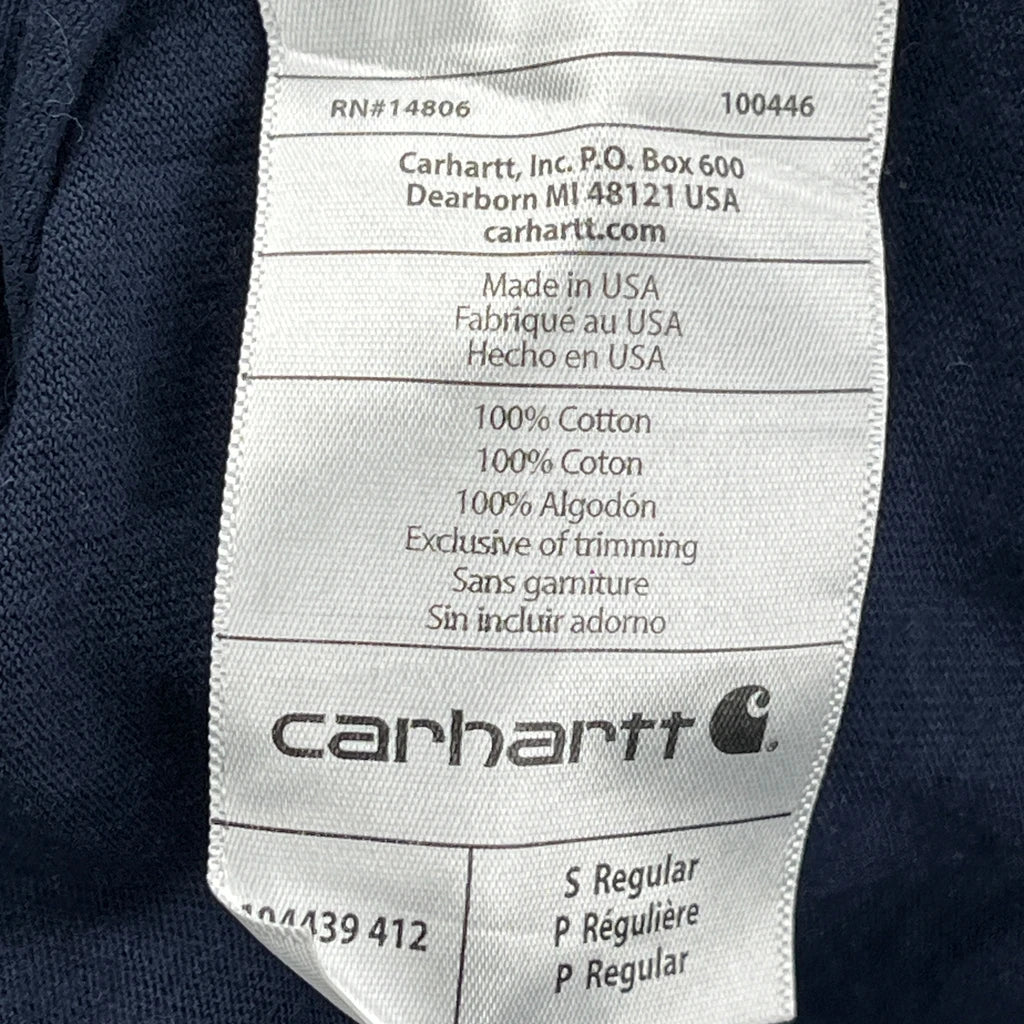 RN#14806 100446
Carhartt, Inc. P.O. Box 600
Dearborn MI 48121 USA
carhartt.com
Made in USA
Fabriqué au USA
Hecho en USA
100% Cotton
100% Coton
100% Algodón
Exclusive of trimming
Sans garniture
Sin incluir adorno
carhartt
104439 412
S Regular
P Régulière
P Regular